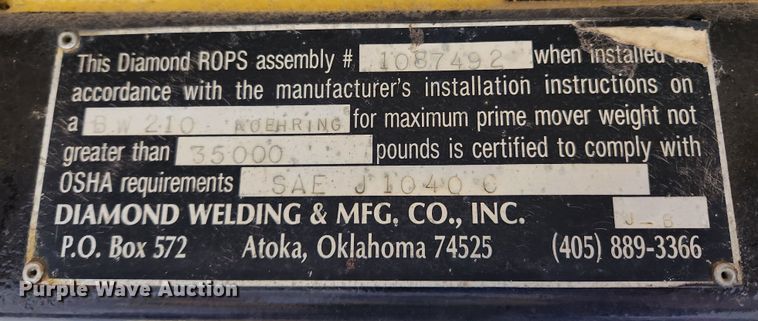 This Diamond ROPS assembly # 1087492 when installed in
accordance with the manufacturer's installation instructions on
a BW 210 KOEHRING for maximum prime mover weight not
greater than 35000 pounds is certified to comply with
OSHA requirements SAE J1040 C
DIAMOND WELDING & MFG. CO., INC. J-B
P.O. Box 572 Atoka, Oklahoma 74525 (405) 889-3366
Purple Wave Auction